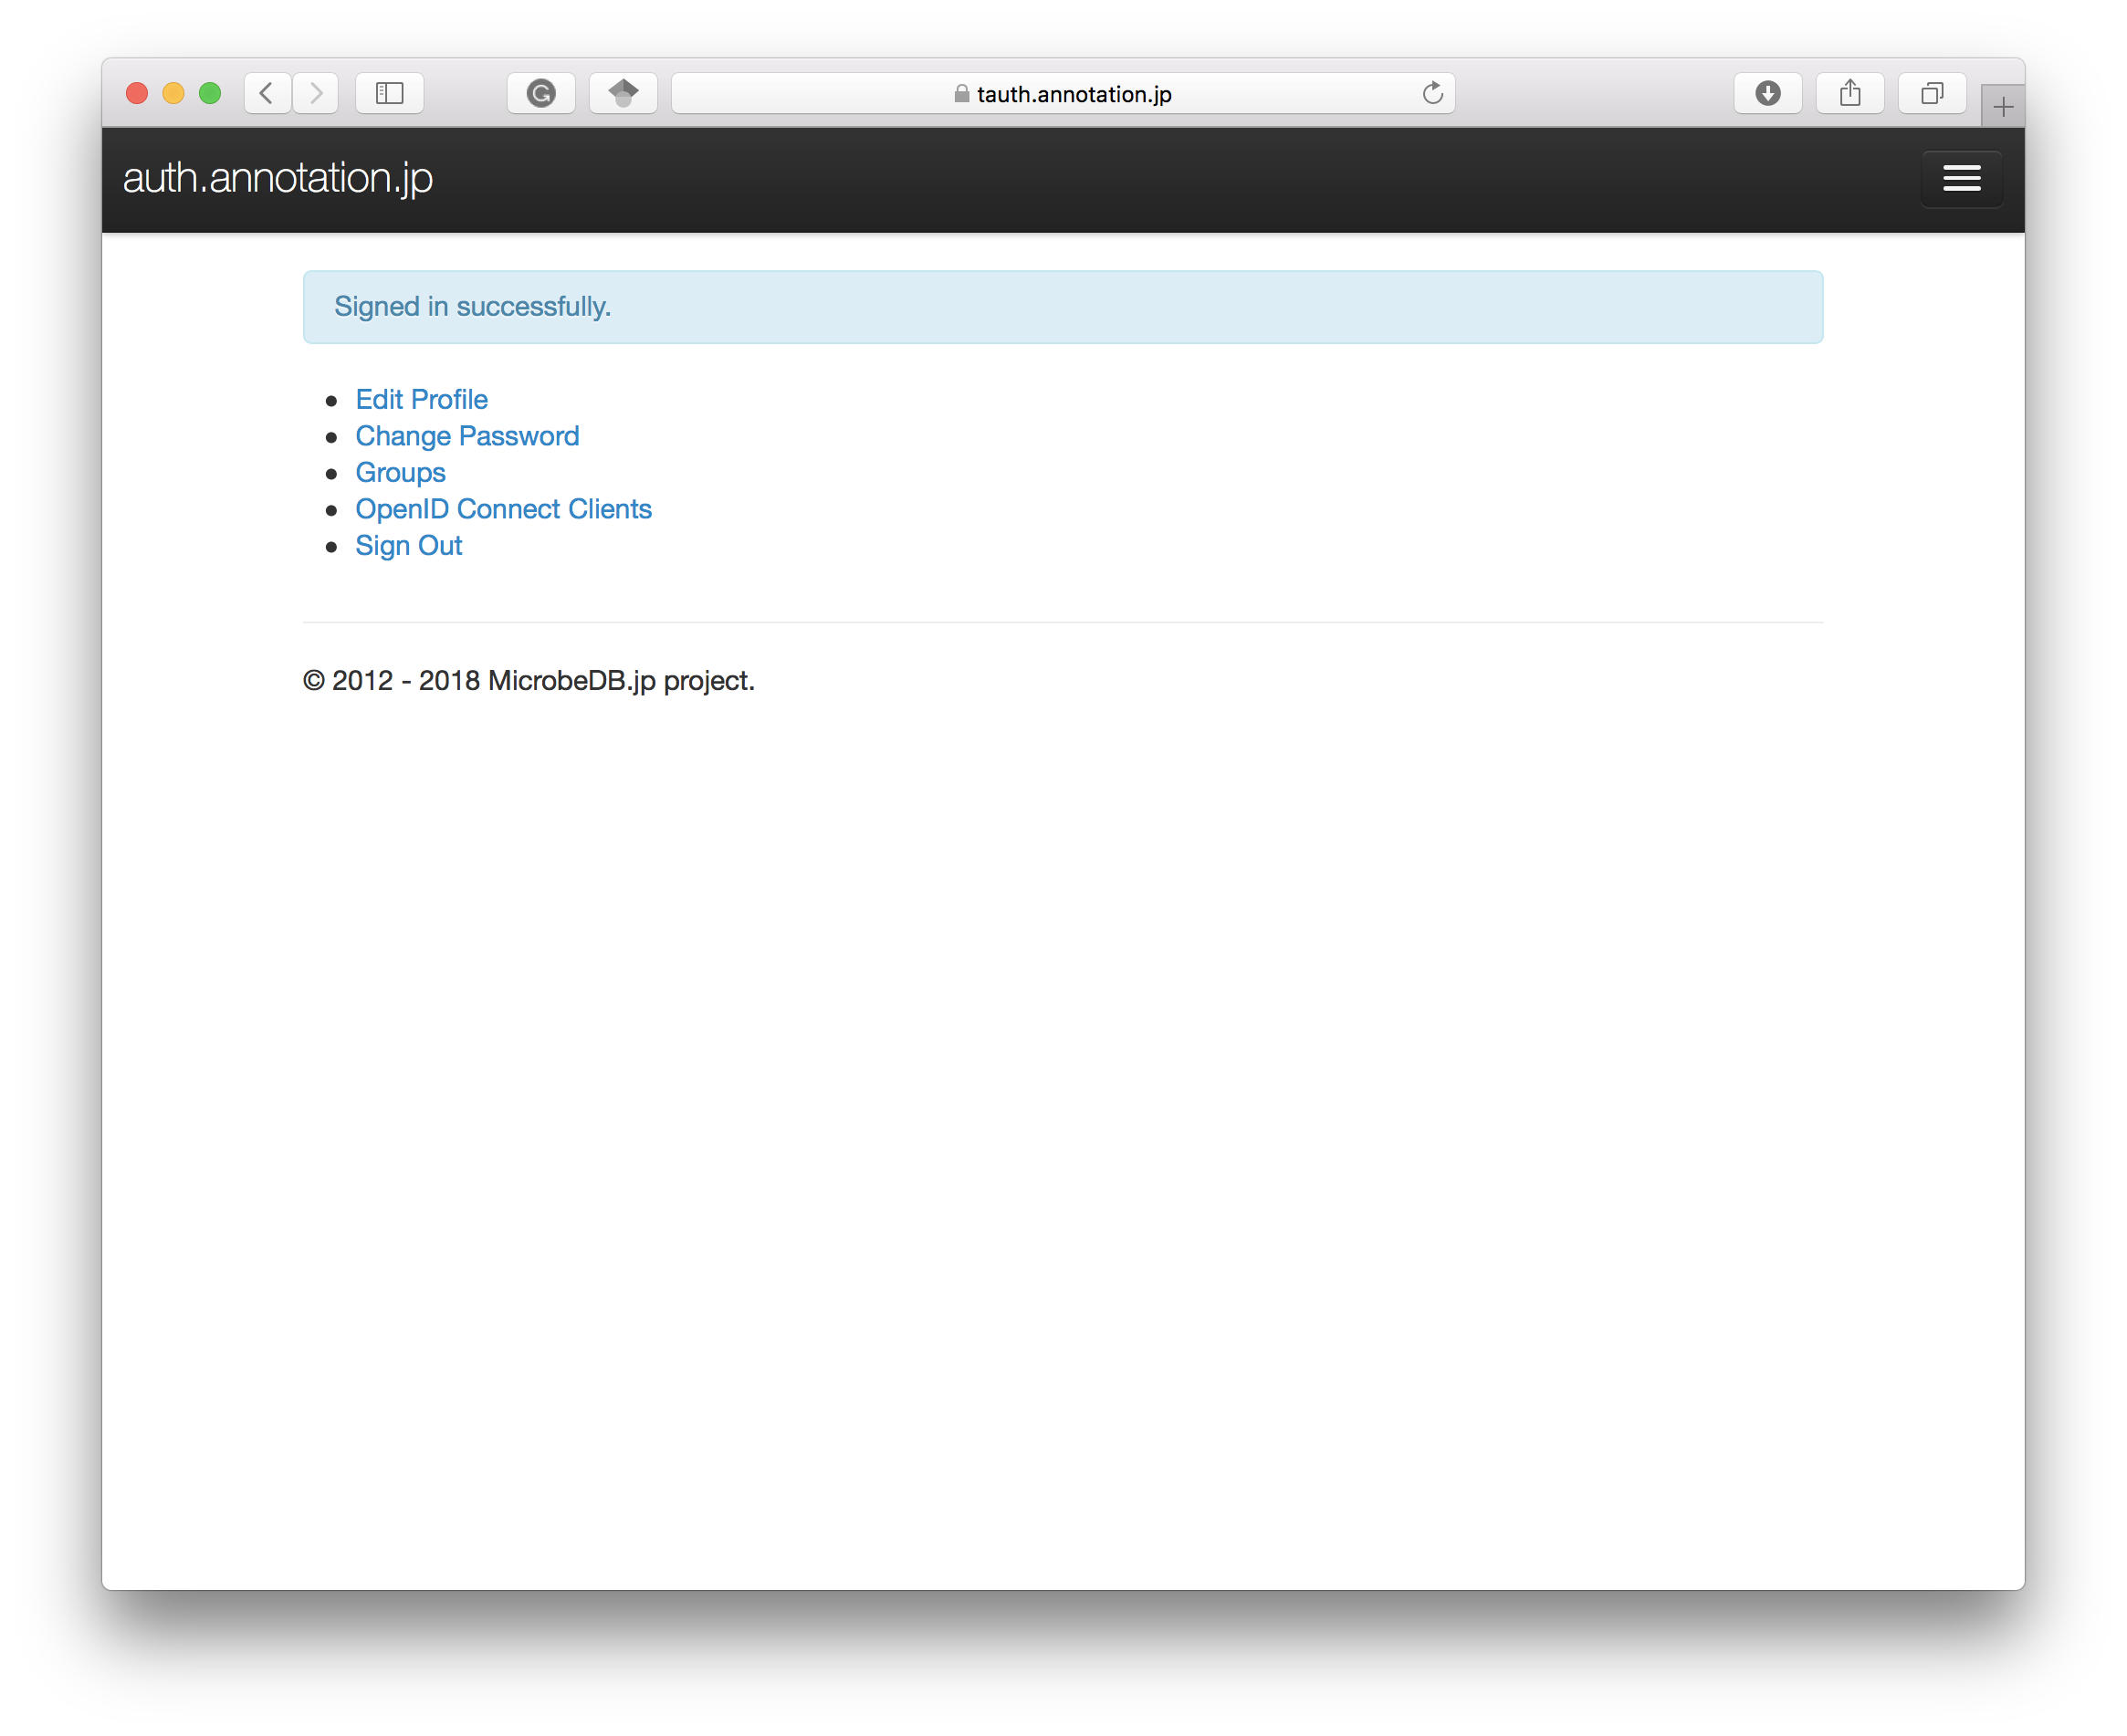 tauth.annotation.jp
auth.annotation.jp
Signed in successfully.
Edit Profile
Change Password
Groups
OpenID Connect Clients
Sign Out
© 2012 - 2018 MicrobeDB.jp project.